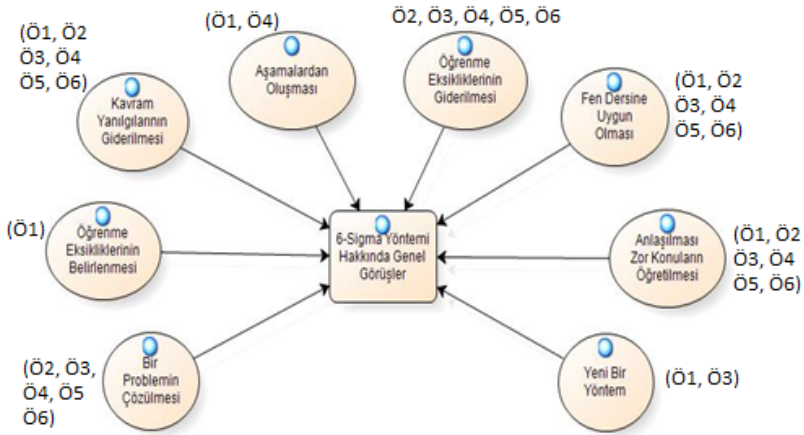 (Ö1, Ö2
Ö3, Ö4
Ö5, Ö6)
Kavram
Yanılgılarının
Giderilmesi
(Ö1, Ö4)
Aşamalardan
Oluşması
Ö2, Ö3, Ö4, Ö5, Ö6
Öğrenme
Eksikliklerinin
Giderilmesi
Fen Dersine
Uygun
Olması
(Ö1, Ö2
Ö3, Ö4
Ö5, Ö6)
(Ö1)
Öğrenme
Eksikliklerinin
Belirlenmesi
6-Sigma Yöntemi
Hakkında Genel
Görüşler
Anlaşılması
Zor Konuların
Öğretilmesi
(Ö1, Ö2
Ö3, Ö4
Ö5, Ö6)
(Ö2, Ö3,
Ö4, Ö5
Ö6)
Bir
Problemin
Çözülmesi
Yeni Bir
Yöntem
(Ö1, Ö3)